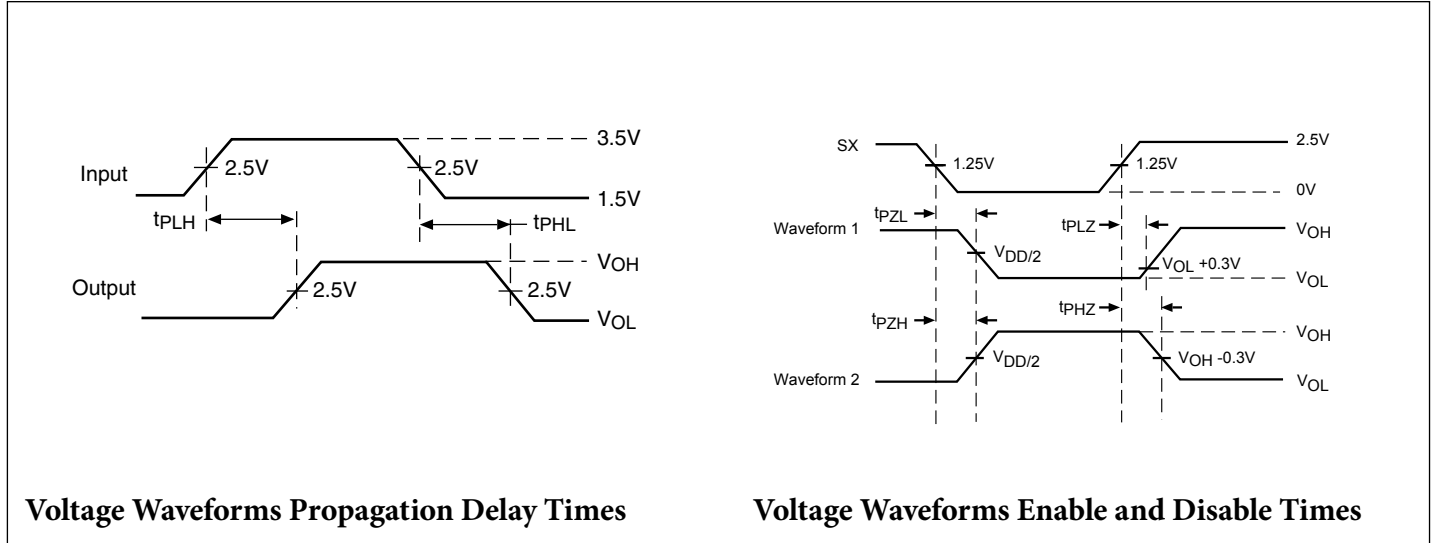 3.5V
Input
2.5V
2.5V
1.5V
tPLH
tPHL
VOH
Output
2.5V
2.5V
VOL
Voltage Waveforms Propagation Delay Times
SX
1.25V
1.25V
2.5V
0V
tPZL
tPLZ
Waveform 1
VDD/2
VOL +0.3V
VOH
VOL
tPZH
tPHZ
VOH
Waveform 2
VDD/2
VOH -0.3V
VOL
Voltage Waveforms Enable and Disable Times